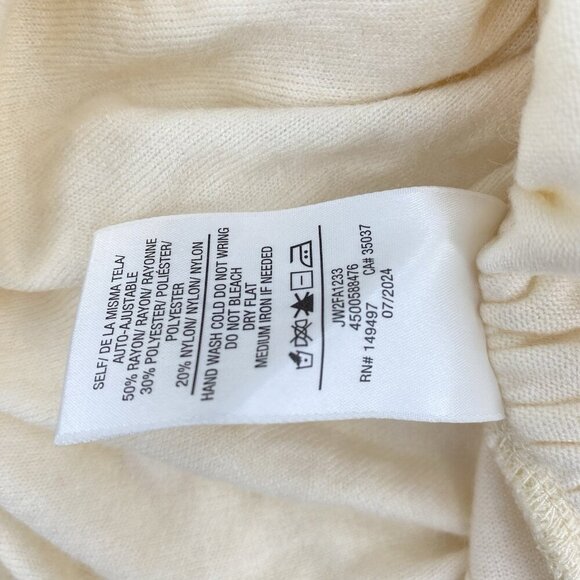 SELF/ DE LA MISMA TELA/
AUTO-AJUSTABLE
50% RAYON/ RAYON/ RAYONNE
30% POLYESTER/ POLIÉSTER/
POLYESTER
20% NYLON/ NYLON/ NYLON
HAND WASH COLD DO NOT WRING
DO NOT BLEACH
DRY FLAT
MEDIUM IRON IF NEEDED
JW2FA1233
4500588476
RN# 149497 CA# 35037
07/2024